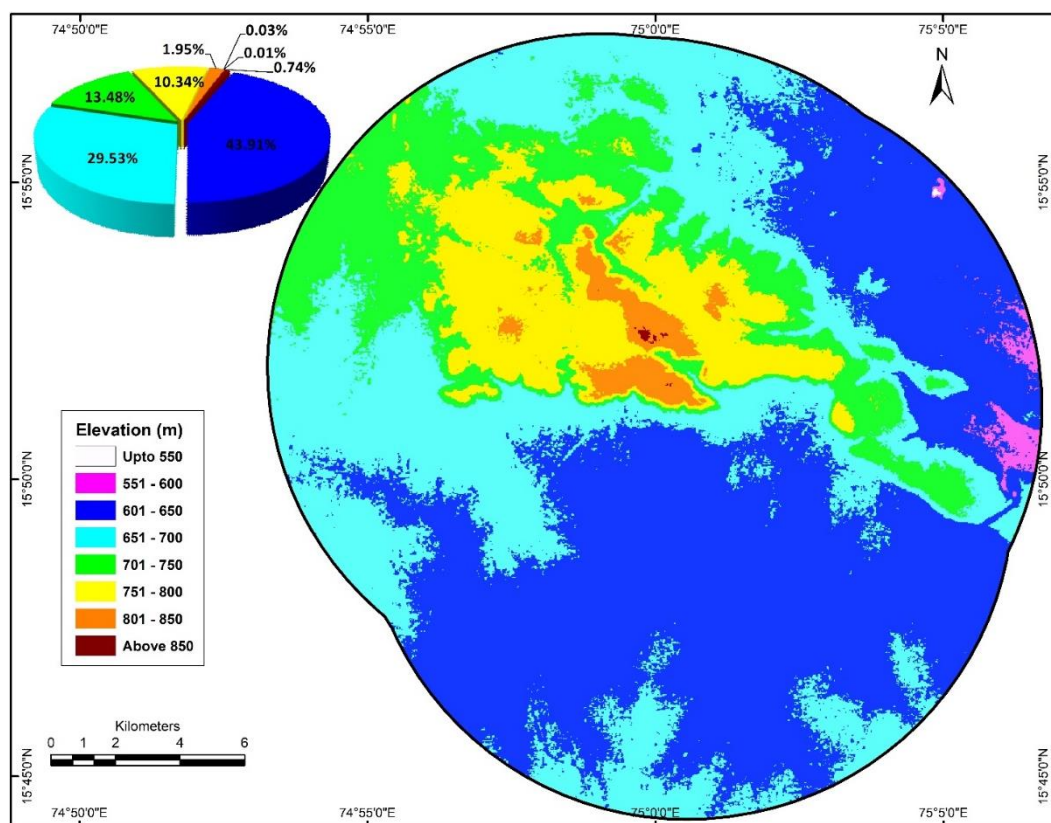 74°50'0"E 74°55'0"E 75°0'0"E 75°5'0"E
0.03%
1.95% 0.01%
0.74%
10.34%
13.48%
43.91%
29.53%
N
15°55'0"N 15°55'0"N
Elevation (m)
Upto 550
551 - 600
601 - 650
651 - 700
701 - 750
751 - 800
801 - 850
Above 850
15°50'0"N 15°50'0"N
Kilometers
0 1 2 4 6
15°45'0"N 15°45'0"N
74°50'0"E 74°55'0"E 75°0'0"E 75°5'0"E